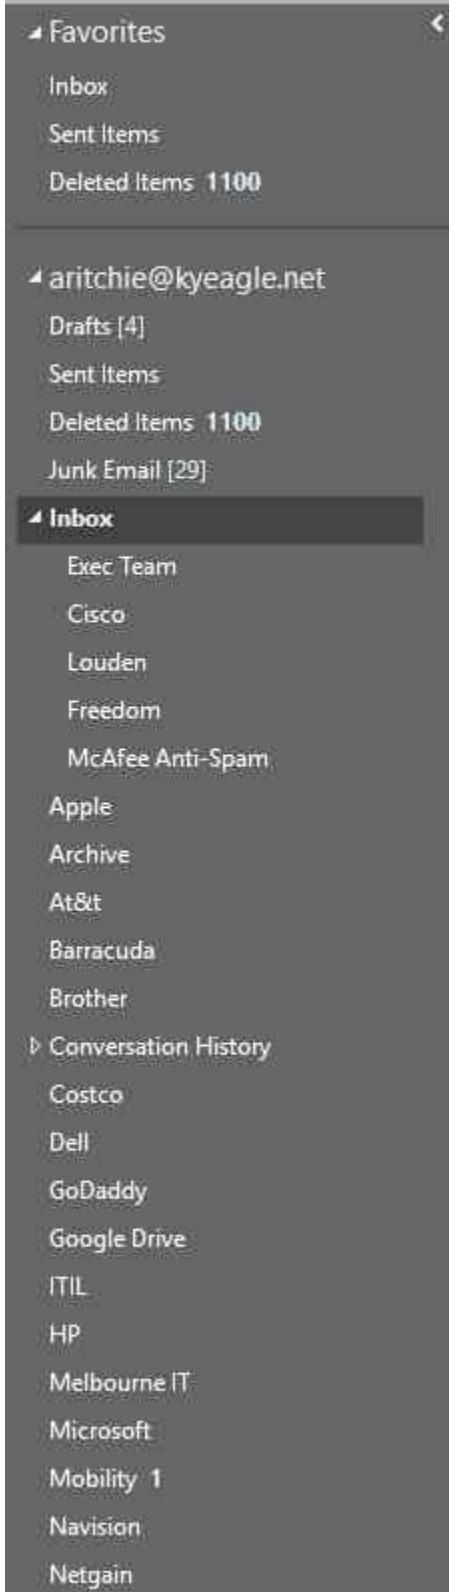 Favorites
Inbox
Sent Items
Deleted Items 1100
aritchie@kyeagle.net
Drafts [4]
Sent Items
Deleted Items 1100
Junk Email [29]
Inbox
Exec Team
Cisco
Louden
Freedom
McAfee Anti-Spam
Apple
Archive
At&t
Barracuda
Brother
Conversation History
Costco
Dell
GoDaddy
Google Drive
ITIL
HP
Melbourne IT
Microsoft
Mobility 1
Navision
Netgain